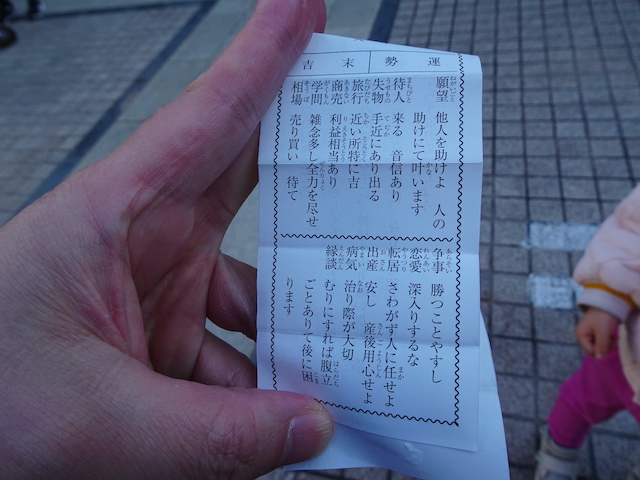 運勢 末吉
願望 他人を助けよ 人の
助けにて叶います
待人 来る 音信あり
失物 手近にあり出る
旅行 近い所特に吉
商売 利益相当あり
学問 雑念多し全力を尽せ
相場 売り買い 待て
争事 勝つことやすし
恋愛 深入りするな
転居 さわがず人に任せよ
出産 安し 産後用心せよ
病気 治り際が大切
縁談 むりにすれば腹立
ごとありて後に困
ります